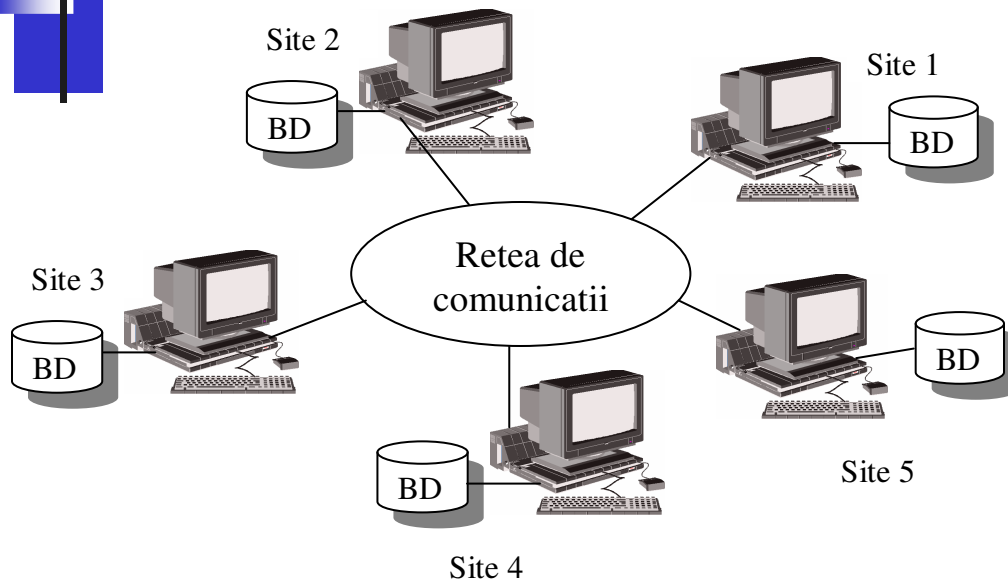 Site 2
BD
Site 1
BD
Retea de
comunicatii
Site 3
BD
BD
Site 5
BD
Site 4